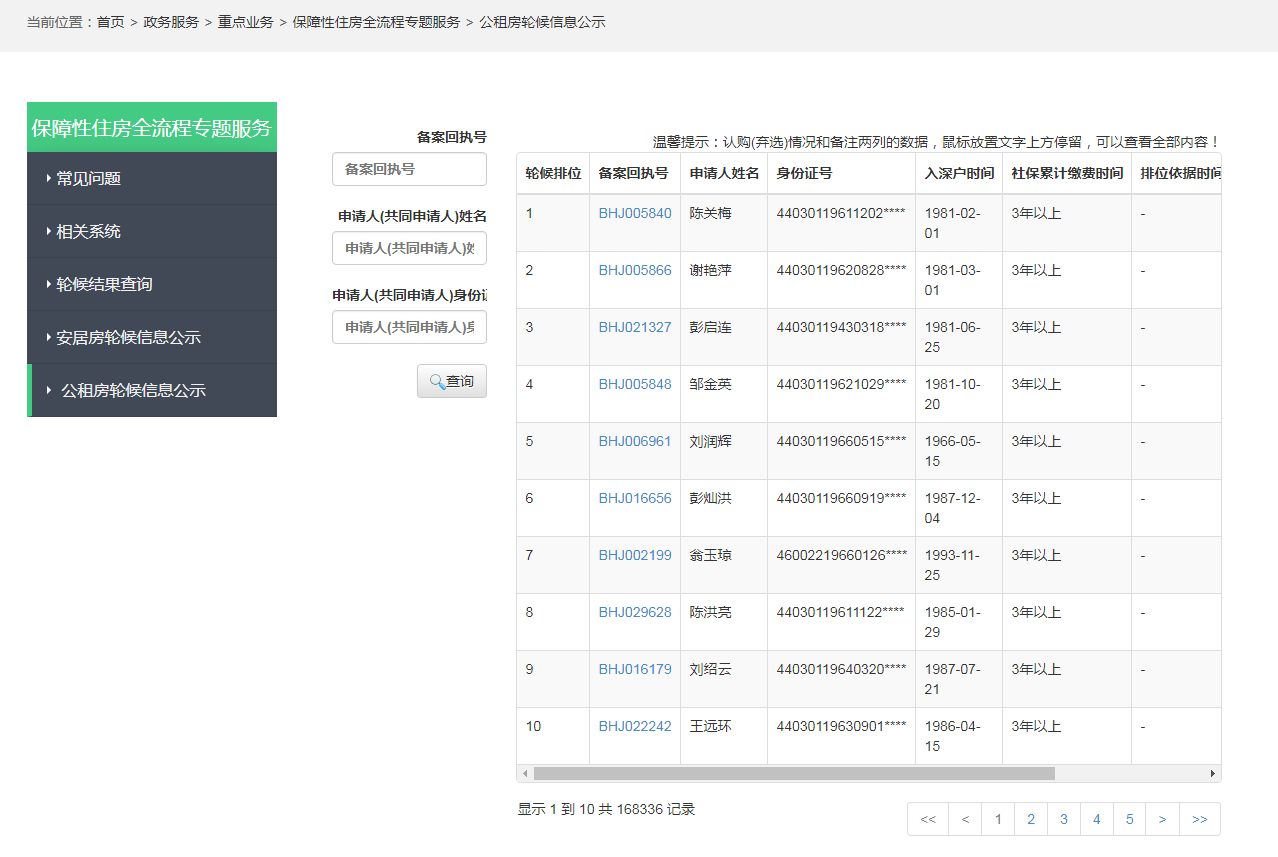 当前位置：首页 > 政务服务 > 重点业务 > 保障性住房全流程专题服务 > 公租房轮候信息公示
保障性住房全流程专题服务
常见问题
相关系统
轮候结果查询
安居房轮候信息公示
公租房轮候信息公示
备案回执号
备案回执号
申请人(共同申请人)姓名
申请人(共同申请人)姓
申请人(共同申请人)身份证
申请人(共同申请人)身
查询
温馨提示：认购(弃选)情况和备注两列的数据，鼠标放置文字上方停留，可以查看全部内容！
轮候排位 备案回执号 申请人姓名 身份证号 入深户时间 社保累计缴费时间 排位依据时间
1 BHJ005840 陈关梅 44030119611202**** 1981-02-01 3年以上 -
2 BHJ005866 谢艳萍 44030119620828**** 1981-03-01 3年以上 -
3 BHJ021327 彭启连 44030119430318**** 1981-06-25 3年以上 -
4 BHJ005848 邹金英 44030119621029**** 1981-10-20 3年以上 -
5 BHJ006961 刘润辉 44030119660515**** 1966-05-15 3年以上 -
6 BHJ016656 彭灿洪 44030119660919**** 1987-12-04 3年以上 -
7 BHJ002199 翁玉琼 46002219660126**** 1993-11-25 3年以上 -
8 BHJ029628 陈洪亮 44030119611122**** 1985-01-29 3年以上 -
9 BHJ016179 刘绍云 44030119640320**** 1987-07-21 3年以上 -
10 BHJ022242 王远环 44030119630901**** 1986-04-15 3年以上 -
显示 1 到 10 共 168336 记录
<< < 1 2 3 4 5 > >>